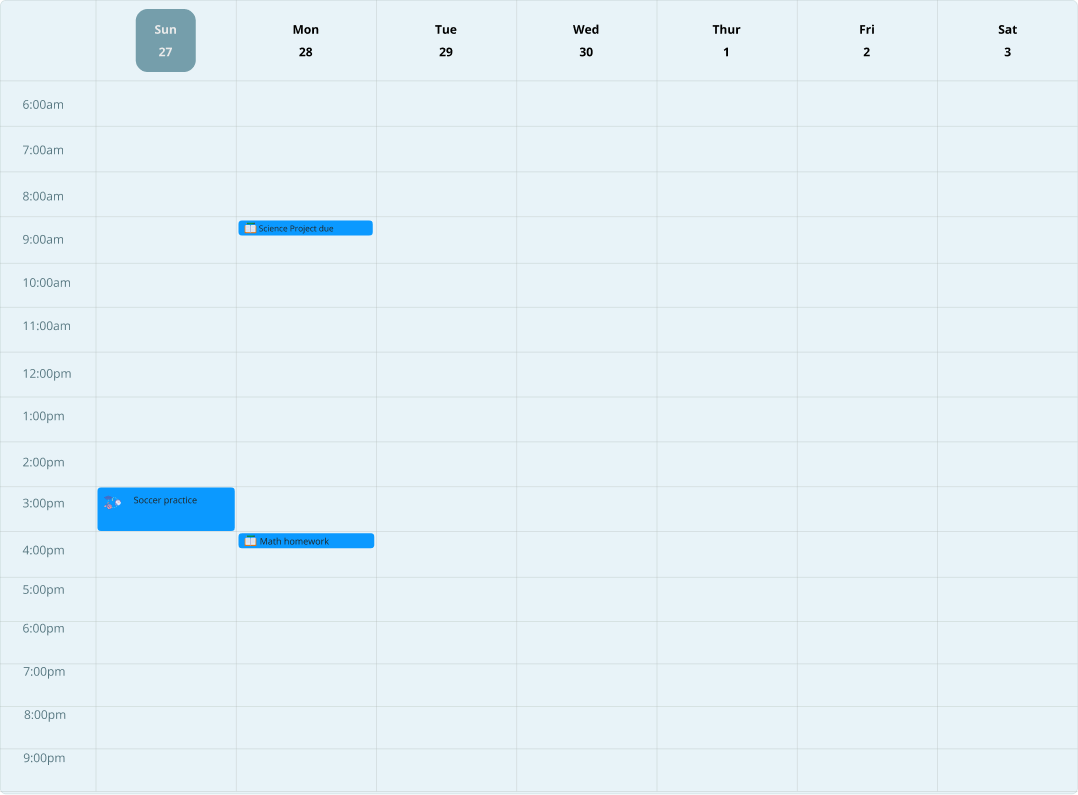 Sun Mon Tue Wed Thur Fri Sat
27 28 29 30 1 2 3
6:00am
7:00am
8:00am
Science Project due
9:00am
10:00am
11:00am
12:00pm
1:00pm
2:00pm
3:00pm Soccer practice
Math homework
4:00pm
5:00pm
6:00pm
7:00pm
8:00pm
9:00pm